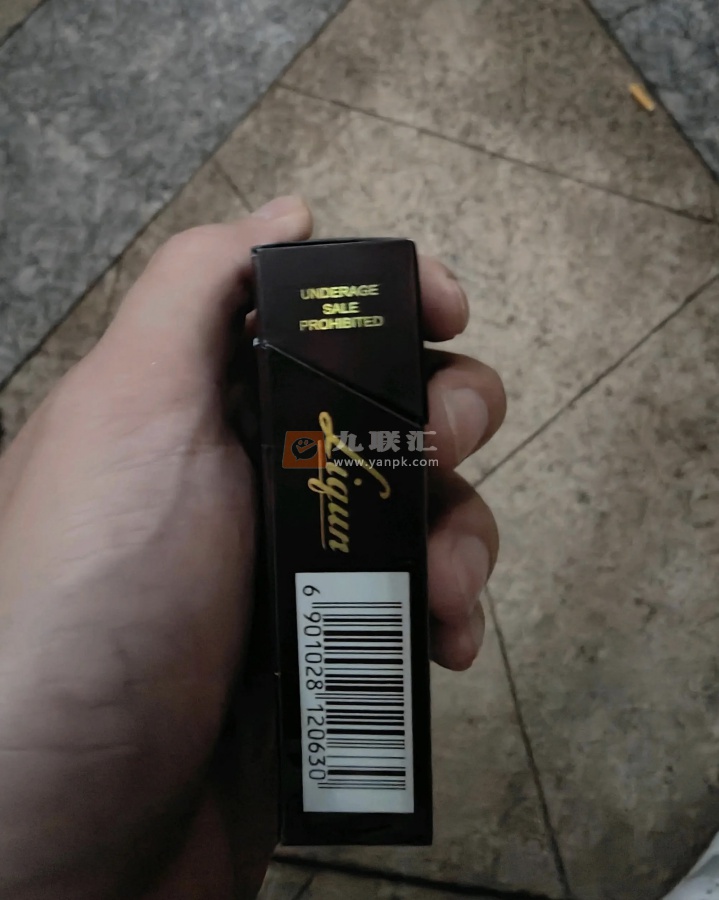 UNDERAGE
SALE
PROHIBITED
Liqun
九联汇
www.yanpk.com
6 901028 120630